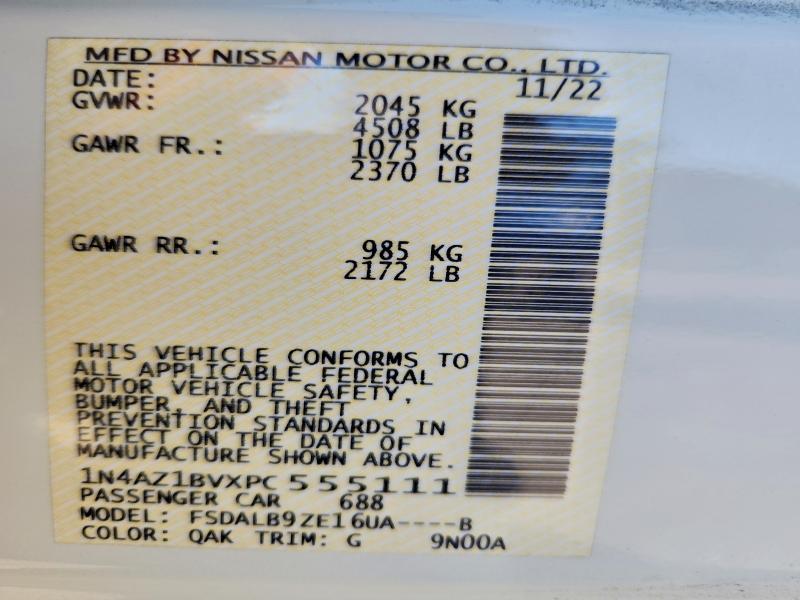 MFD BY NISSAN MOTOR CO., LTD.
DATE: 11/22
GVWR: 2045 KG
4508 LB
GAWR FR.: 1075 KG
2370 LB
GAWR RR.: 985 KG
2172 LB
THIS VEHICLE CONFORMS TO
ALL APPLICABLE FEDERAL
MOTOR VEHICLE SAFETY,
BUMPER, AND THEFT
PREVENTION STANDARDS IN
EFFECT ON THE DATE OF
MANUFACTURE SHOWN ABOVE.
1N4AZ1BVXPC555111
PASSENGER CAR 688
MODEL: FSDALB9ZE16UA----B
COLOR: QAK TRIM: G 9N00A